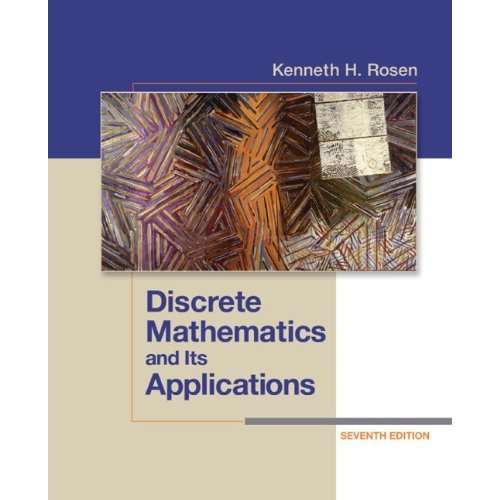 Kenneth H. Rosen
Discrete
Mathematics
and Its
Applications
SEVENTH EDITION